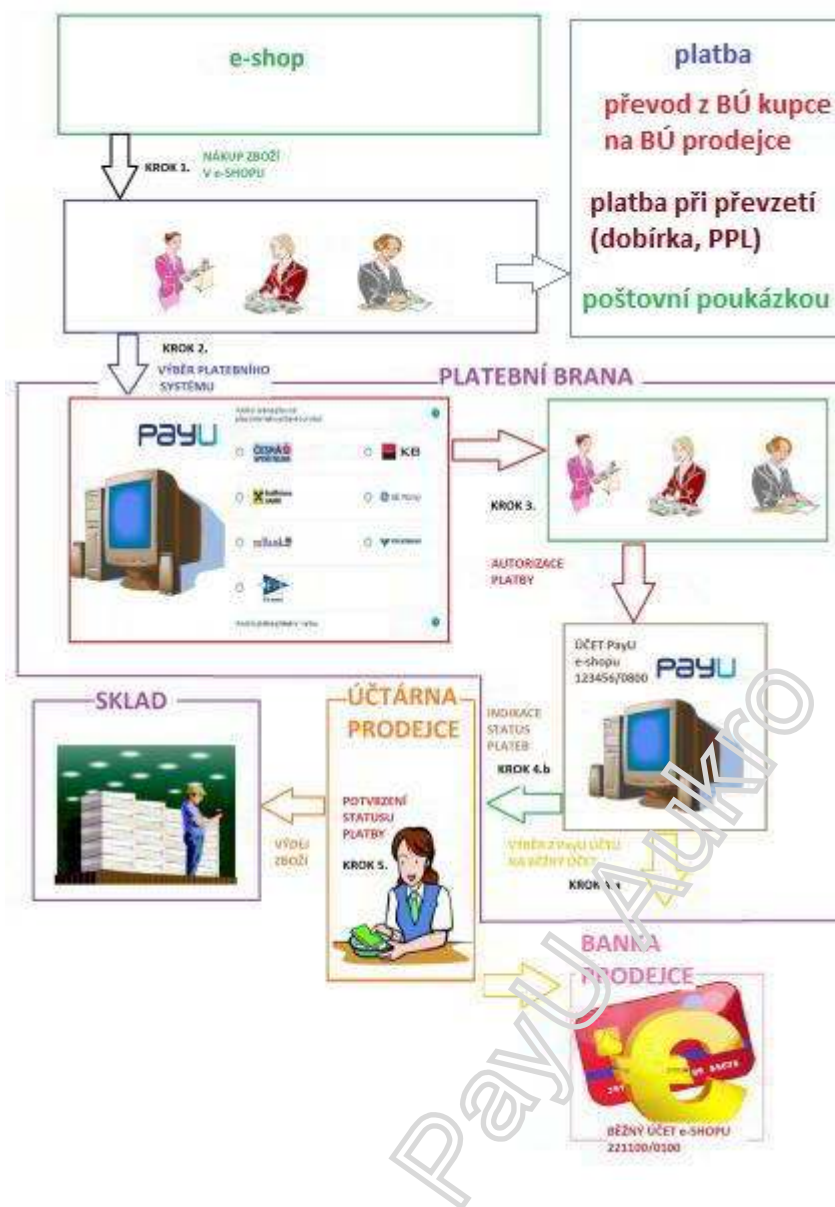 e-shop
platba
převod z BÚ kupce
na BÚ prodejce
platba při převzetí
(dobírka, PPL)
poštovní poukázkou
KROK 1.
NÁKUP ZBOŽÍ
V e-SHOPU
KROK 2.
VÝBĚR PLATEBNÍHO
SYSTÉMU
PLATEBNÍ BRANA
PayU
ČESKÁ
SPOŘITELNA
KB
KROK 3.
AUTORIZACE
PLATBY
ÚČET PayU
e-shopu
123456/0800
PayU
SKLAD
ÚČTÁRNA
PRODEJCE
INDIKACE
STATUS
PLATEB
KROK 4.b
POTVRZENÍ
STATUSU
PLATBY
KROK 5.
VÝDEJ
ZBOŽÍ
VÝBĚR Z PayU ÚČTU
NA BĚŽNÝ ÚČET
KROK
BANKA
PRODEJCE
BĚŽNÝ ÚČET e-SHOPU
221100/0100
PayU Aukro